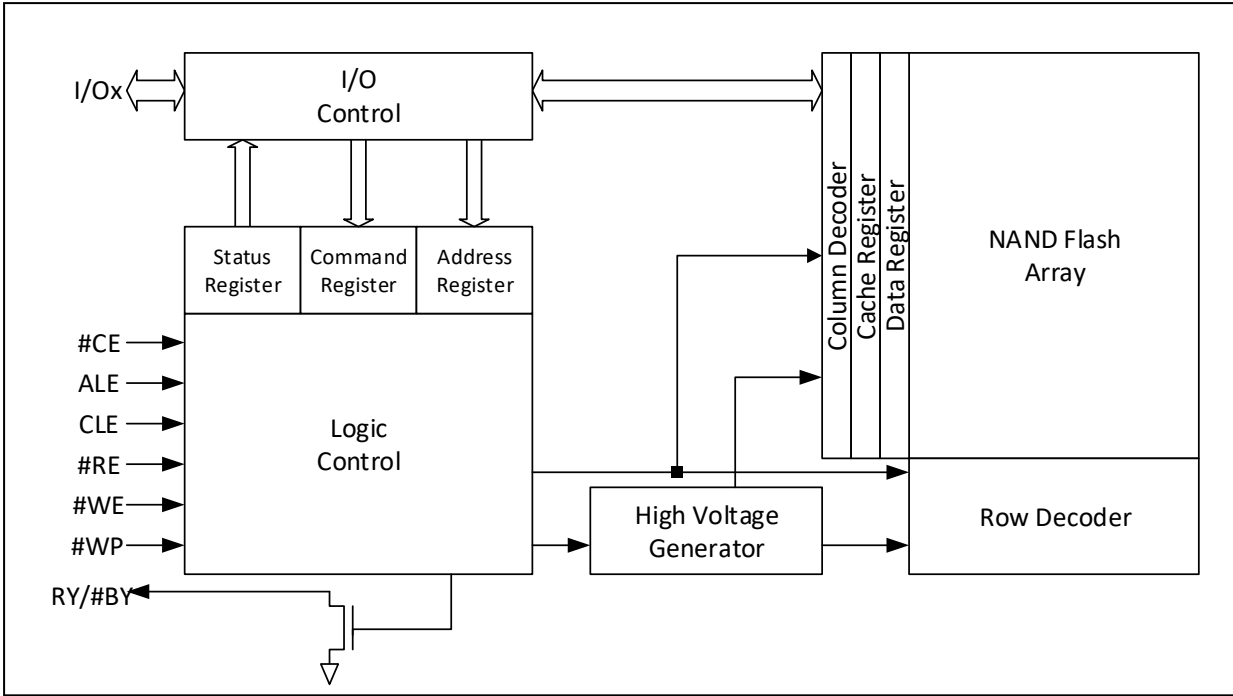 I/Ox
I/O
Control
Status
Register
Command
Register
Address
Register
#CE
ALE
CLE
#RE
#WE
#WP
RY/#BY
Logic
Control
High Voltage
Generator
Column Decoder
Cache Register
Data Register
NAND Flash
Array
Row Decoder